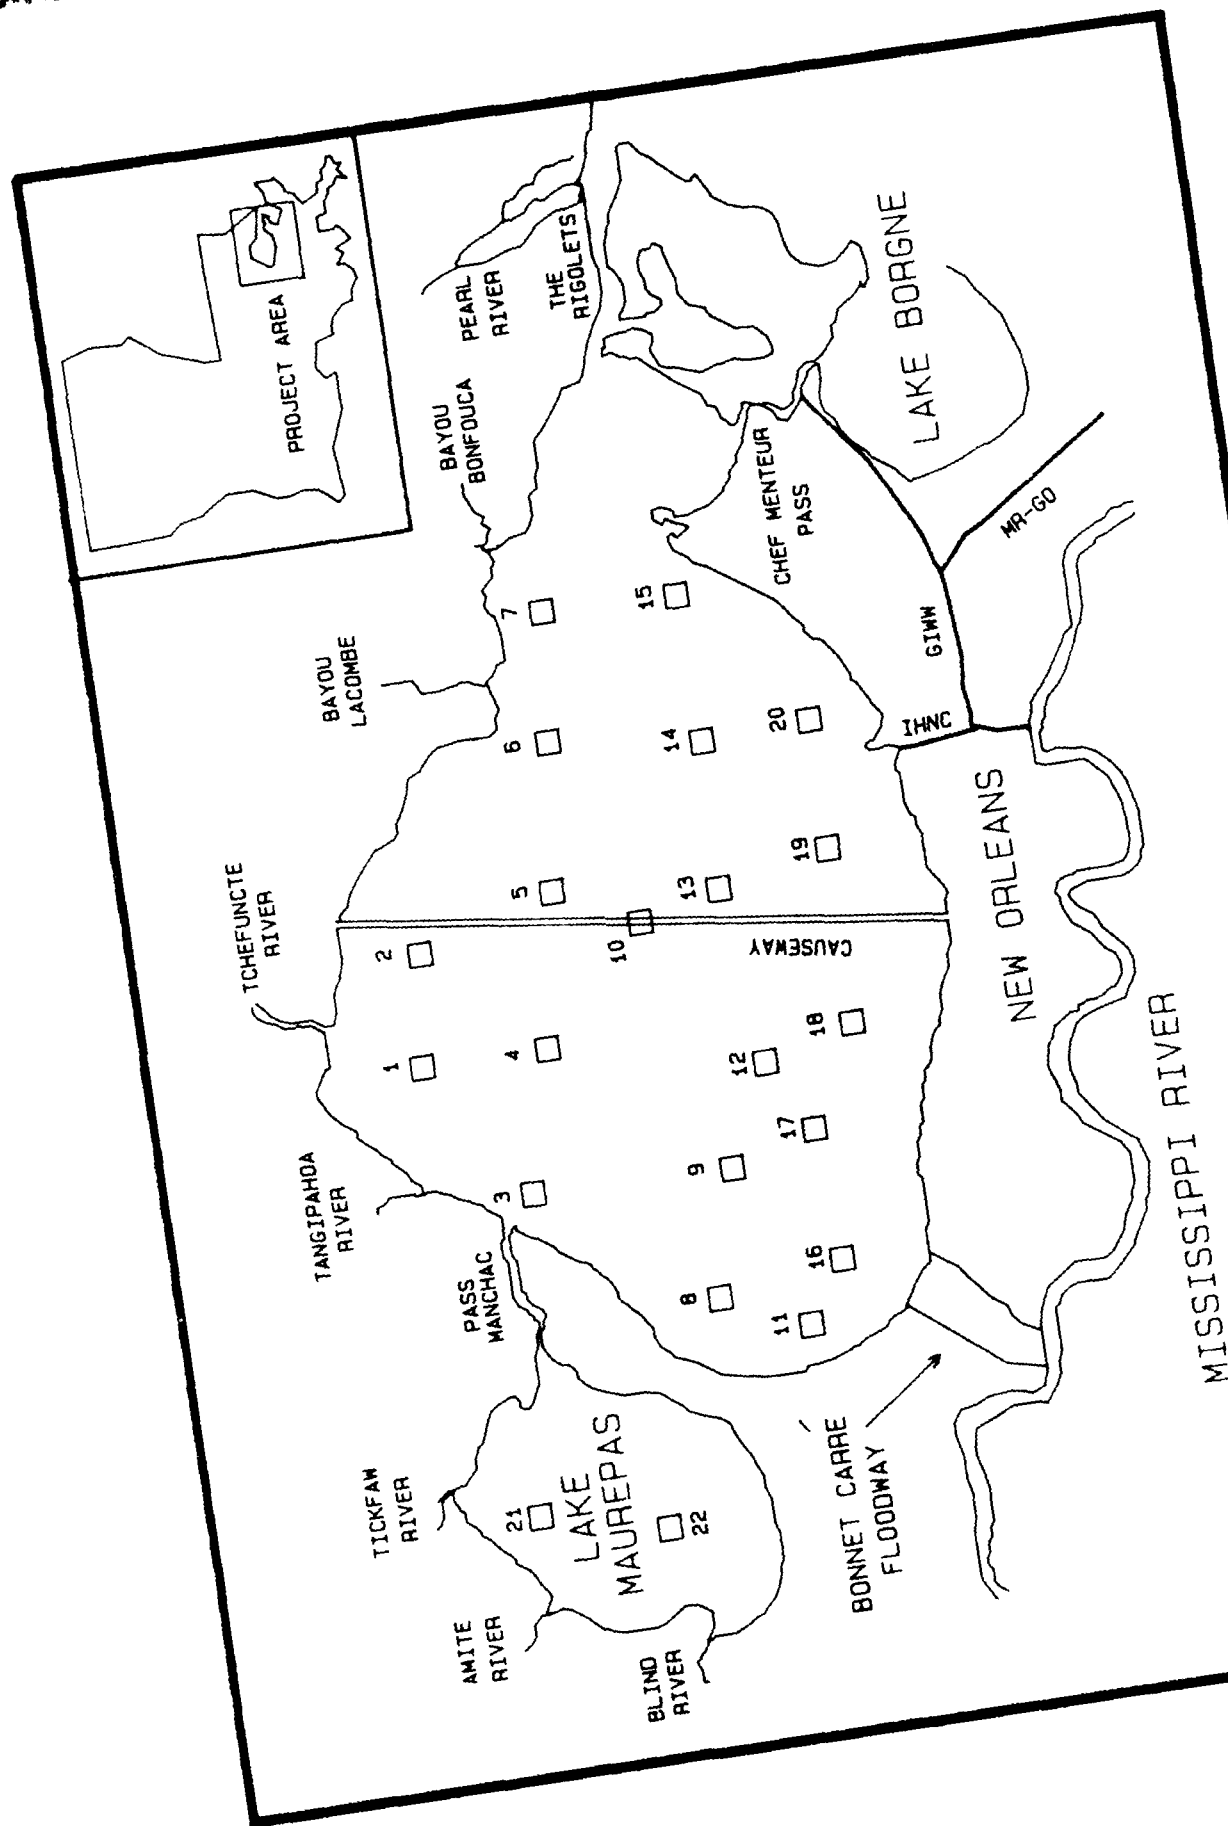 PROJECT AREA
PEARL
RIVER
THE
RIGOLETS
BAYOU
BONFOUCA
BAYOU
LACOMBE
TCHEFUNCTE
RIVER
TANGIPAHOA
RIVER
PASS
MANCHAC
TICKFAW
RIVER
AMITE
RIVER
BLIND
RIVER
LAKE
MAUREPAS
21
22
1
2
3
4
5
6
7
8
9
10
11
12
13
14
15
16
17
18
19
20
CAUSEWAY
CHEF MENTEUR
PASS
LAKE BORGNE
MR-GO
GIWW
IHNC
NEW ORLEANS
BONNET CARRE
FLOODWAY
MISSISSIPPI RIVER